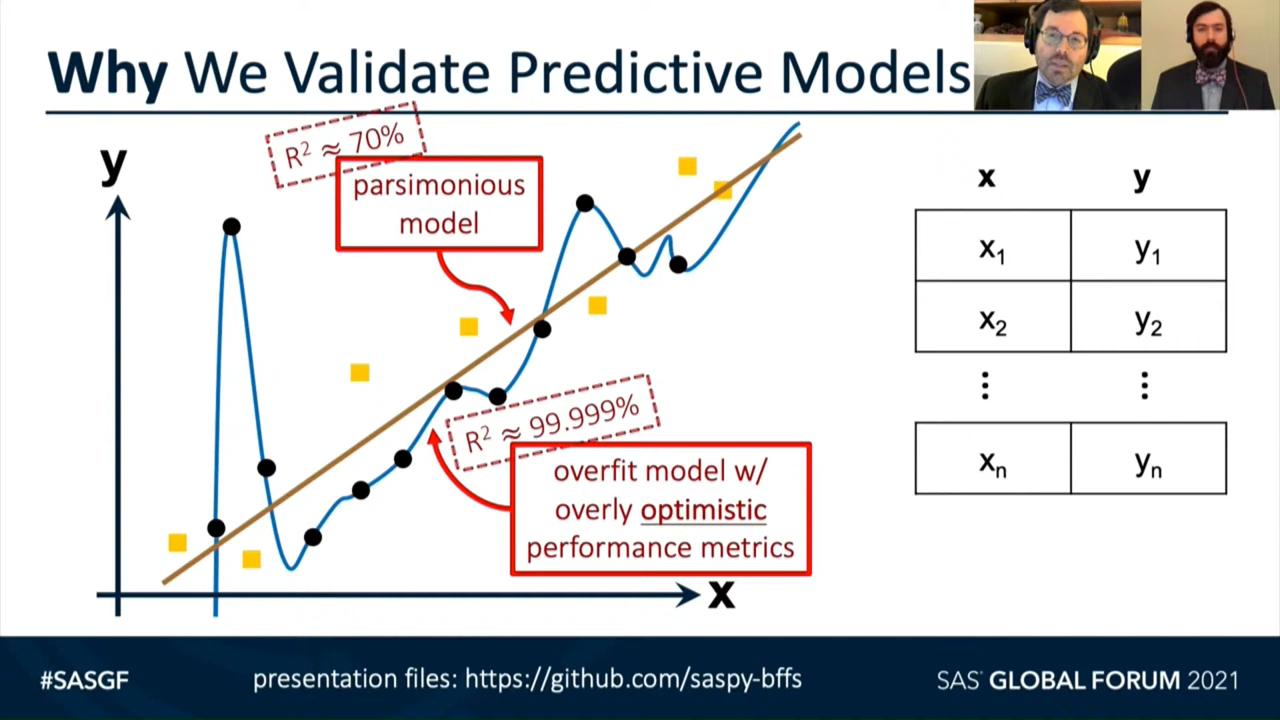 Why We Validate Predictive Models
R² ≈ 70%
parsimonious
model
y
R² ≈ 99.999%
overfit model w/
overly optimistic
performance metrics
x
x y
x₁ y₁
x₂ y₂
⋮ ⋮
xₙ yₙ
#SASGF
presentation files: https://github.com/saspy-bffs
SAS® GLOBAL FORUM 2021